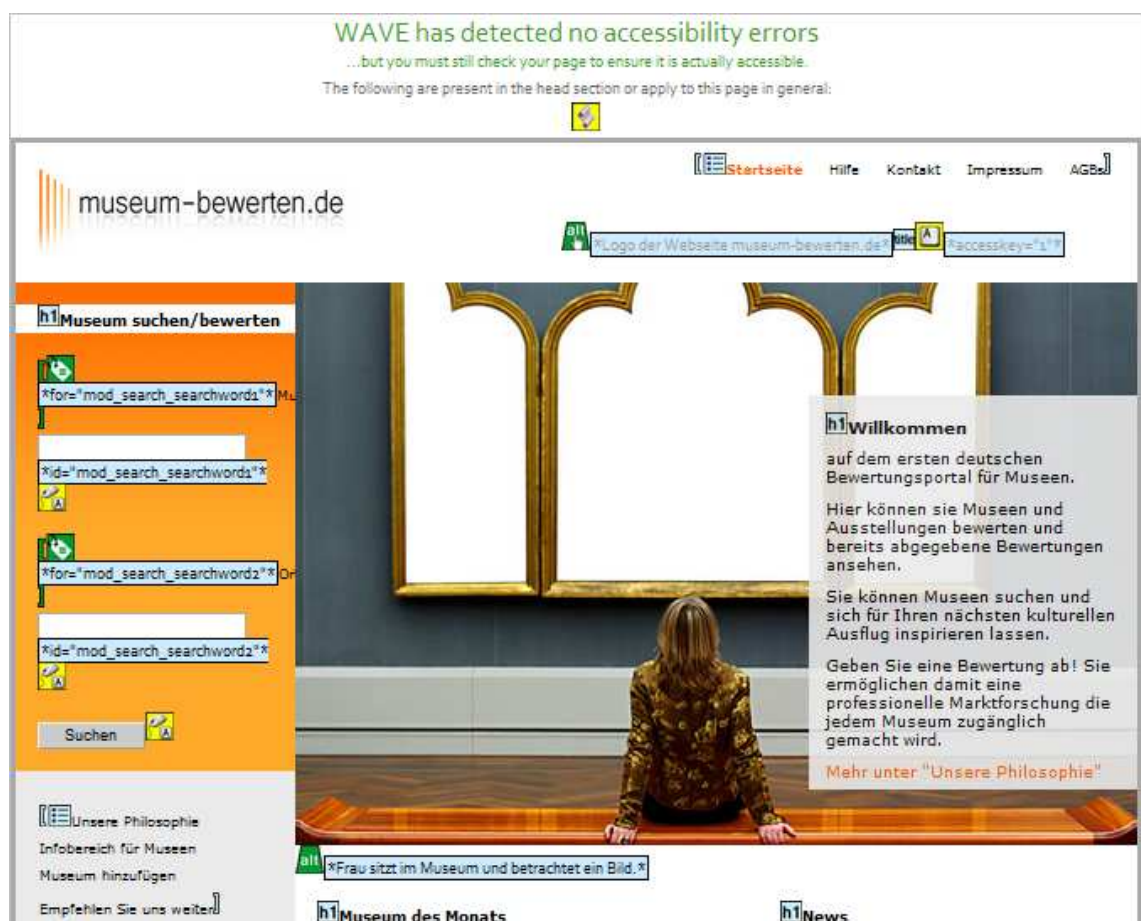 WAVE has detected no accessibility errors
...but you must still check your page to ensure it is actually accessible.
The following are present in the head section or apply to this page in general:
Startseite Hilfe Kontakt Impressum AGBs
museum-bewerten.de
alt *Logo der Webseite museum-bewerten.de* title A *accesskey="1"*
h1 Museum suchen/bewerten
*for="mod_search_searchword1"*
*id="mod_search_searchword1"*
A
*for="mod_search_searchword2"*
*id="mod_search_searchword2"*
A
Suchen A
h1 Willkommen
auf dem ersten deutschen
Bewertungsportal für Museen.
Hier können sie Museen und
Ausstellungen bewerten und
bereits abgegebene Bewertungen
ansehen.
Sie können Museen suchen und
sich für Ihren nächsten kulturellen
Ausflug inspirieren lassen.
Geben Sie eine Bewertung ab! Sie
ermöglichen damit eine
professionelle Marktforschung die
jedem Museum zugänglich
gemacht wird.
Mehr unter "Unsere Philosophie"
Unsere Philosophie
Infobereich für Museen
Museum hinzufügen
Empfehlen Sie uns weiter
alt *Frau sitzt im Museum und betrachtet ein Bild.*
h1 Museum des Monats
h1 News